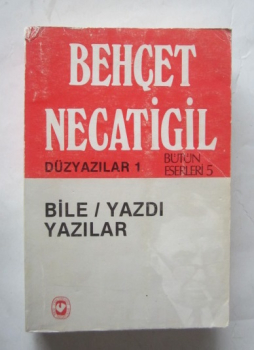 BEHÇET
NECATİGİL
DÜZYAZILAR 1
BÜTÜN
ESERLERİ 5
BİLE / YAZDI
YAZILAR